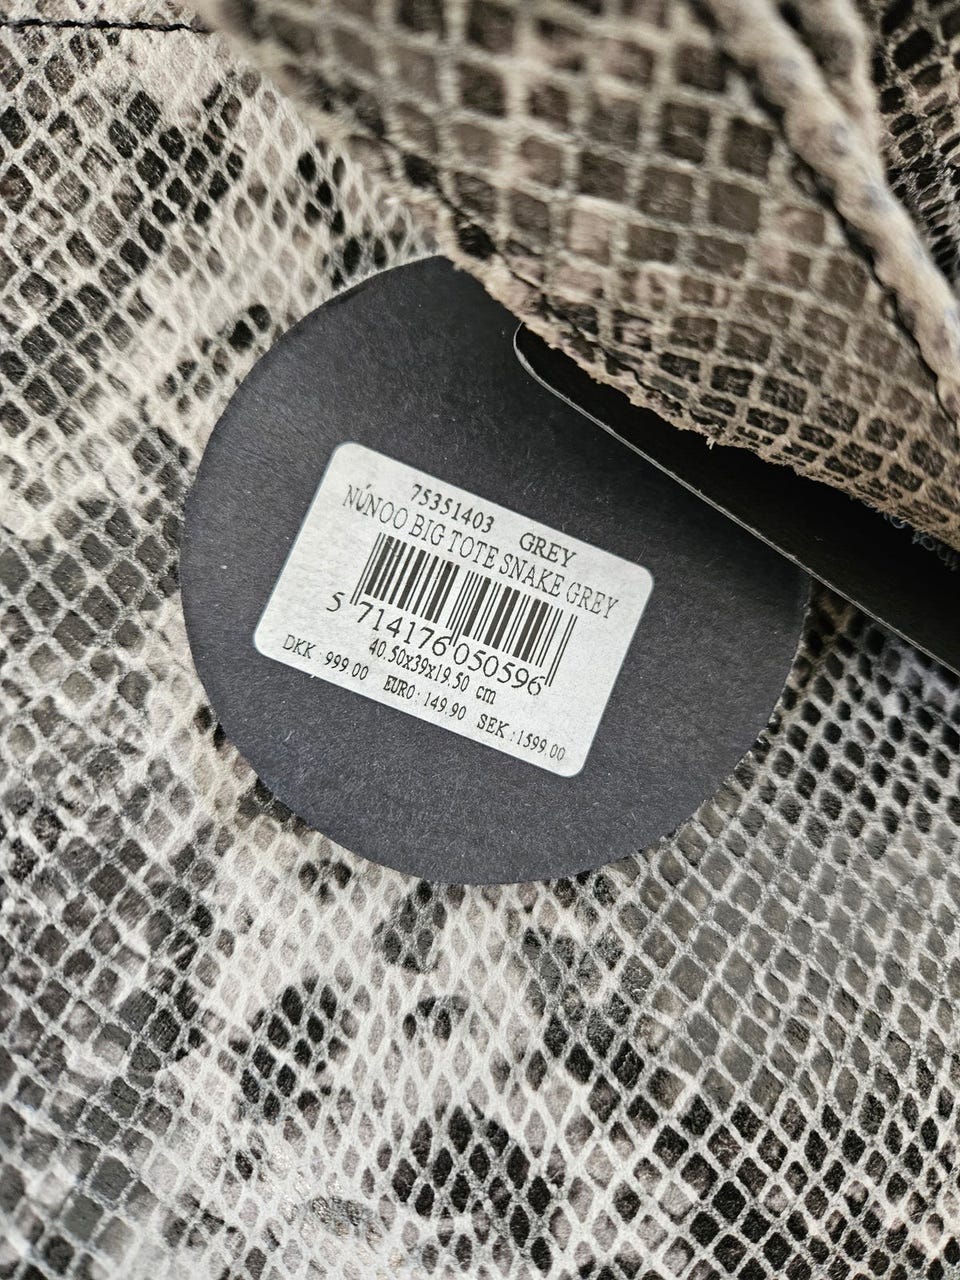 75351403 GREY
NÚNOO BIG TOTE SNAKE GREY
5 714176 050596
40.50x39x19.50 cm
DKK : 999.00 EURO : 149.90 SEK : 1599.00